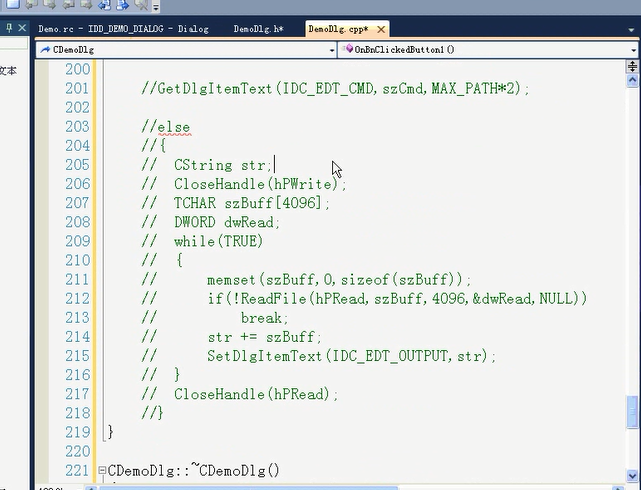 Demo.rc - IDD_DEMO_DIALOG - Dialog DemoDlg.h* DemoDlg.cpp*
CDemoDlg OnBnClickedButton1()
文本
200
201 //GetDlgItemText(IDC_EDT_CMD,szCmd,MAX_PATH*2);
202
203 //else
204 //{
205 // CString str;
206 // CloseHandle(hPWrite);
207 // TCHAR szBuff[4096];
208 // DWORD dwRead;
209 // while(TRUE)
210 // {
211 // memset(szBuff,0,sizeof(szBuff));
212 // if(!ReadFile(hPRead,szBuff,4096,&dwRead,NULL))
213 // break;
214 // str += szBuff;
215 // SetDlgItemText(IDC_EDT_OUTPUT,str);
216 // }
217 // CloseHandle(hPRead);
218 //}
219 }
220
221 CDemoDlg::~CDemoDlg()